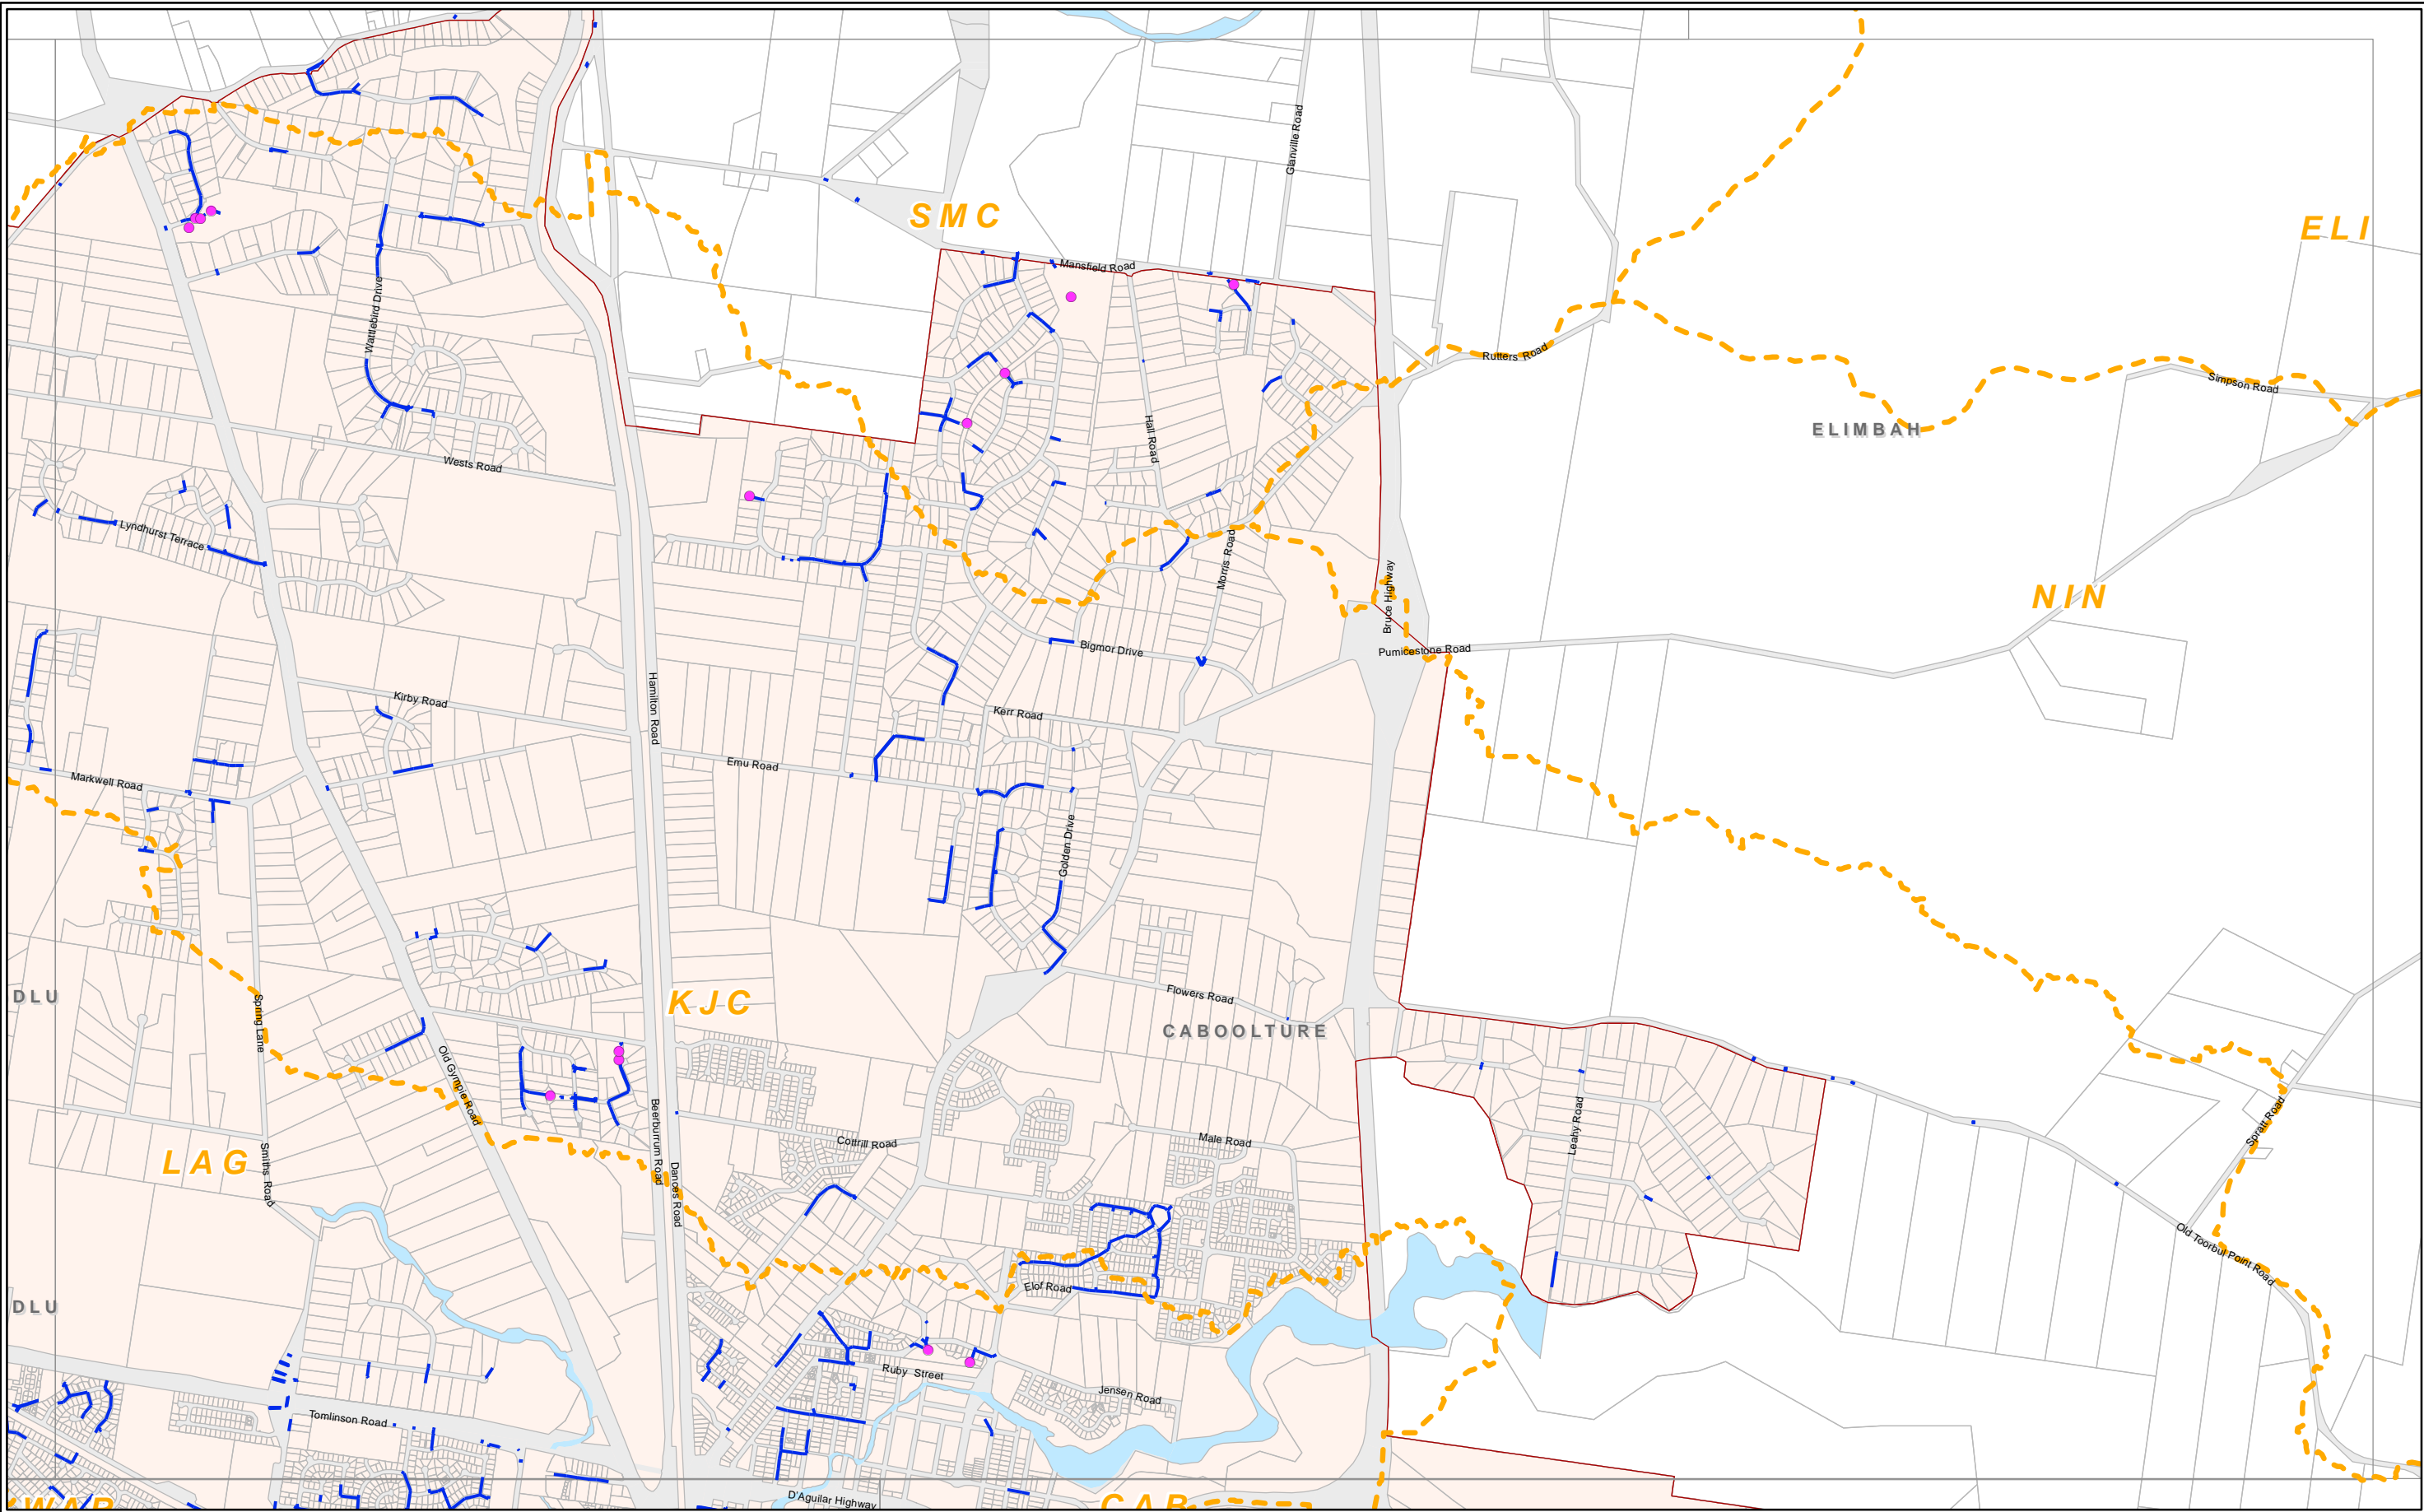 Glanville Road
SMC
ELI
Mansfield Road
Wattlebird Drive
Rutters Road
Simpson Road
Hall Road
ELIMBAH
Wests Road
Lyndhurst Terrace
Morris Road
Bruce Highway
NIN
Bigmor Drive
Pumicestone Road
Kirby Road
Hamilton Road
Kerr Road
Emu Road
Markwell Road
Golden Drive
DLU
Spring Lane
KJC
Flowers Road
CABOOLTURE
Old Gympie Road
Beerburrum Road
Cottrill Road
Male Road
Leahy Road
Spratt Road
LAG
Smiths Road
Dances Road
Old Toorbul Point Road
Elof Road
DLU
Ruby Street
Jensen Road
Tomlinson Road
D'Aguilar Highway
CAB